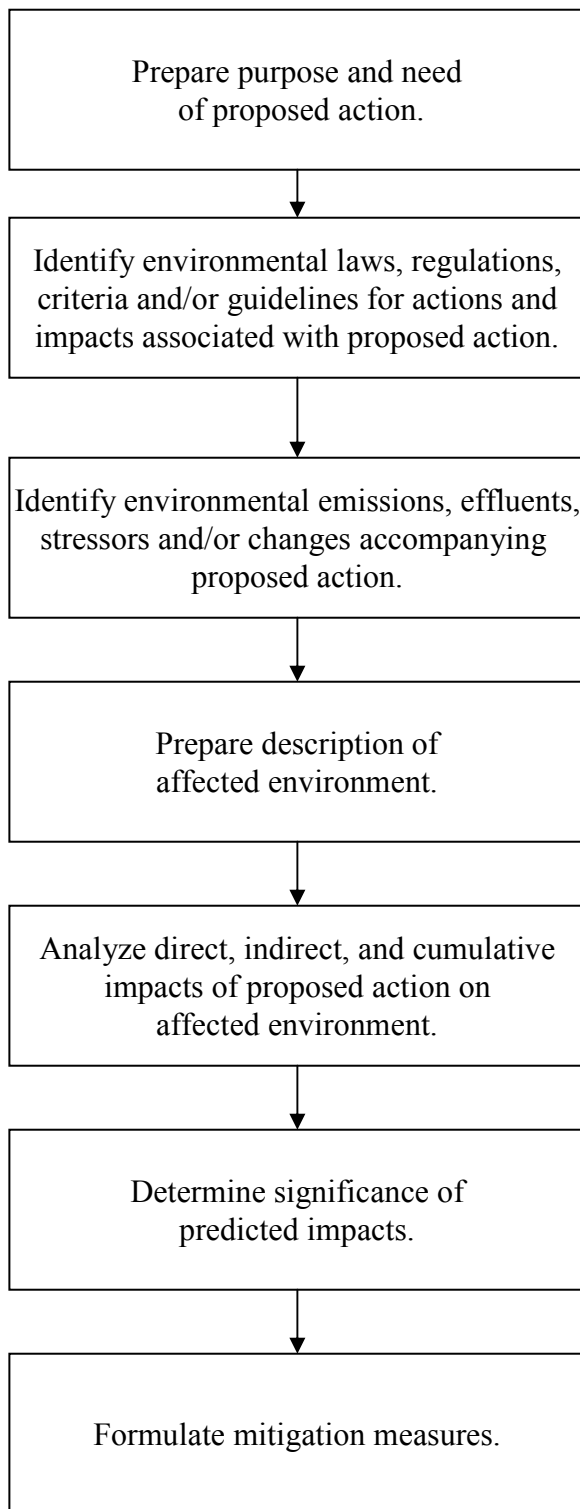 Prepare purpose and need
of proposed action.
Identify environmental laws, regulations,
criteria and/or guidelines for actions and
impacts associated with proposed action.
Identify environmental emissions, effluents,
stressors and/or changes accompanying
proposed action.
Prepare description of
affected environment.
Analyze direct, indirect, and cumulative
impacts of proposed action on
affected environment.
Determine significance of
predicted impacts.
Formulate mitigation measures.